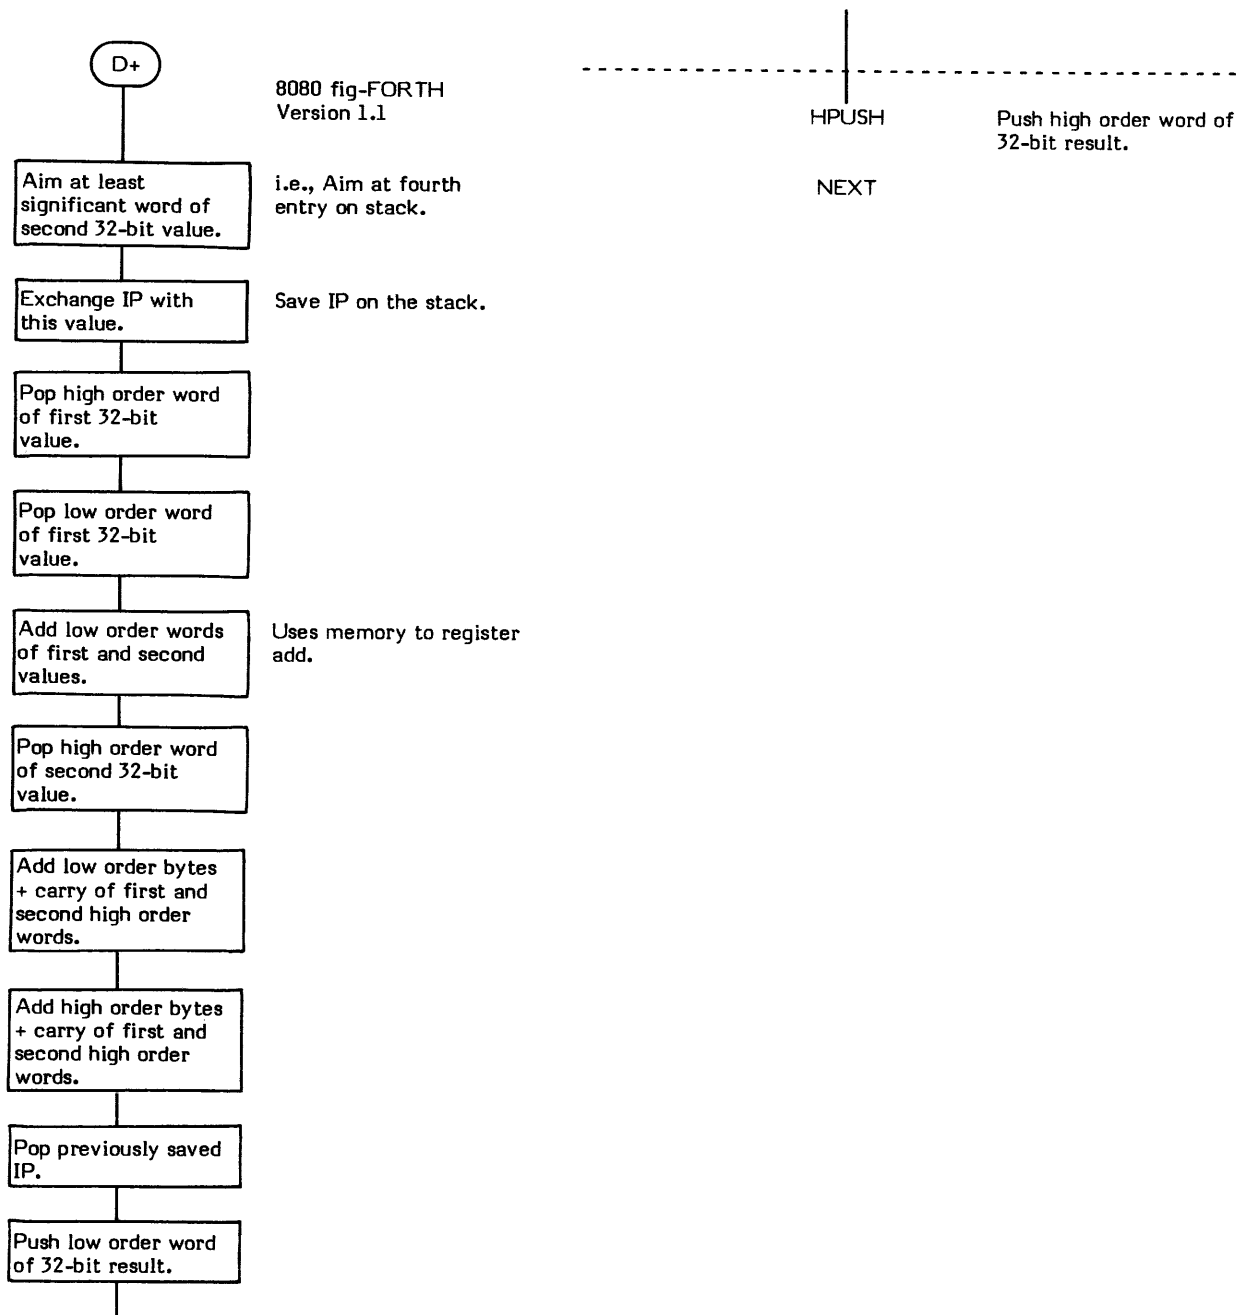 D+
8080 fig-FORTH
Version 1.1
Aim at least
significant word of
second 32-bit value.
i.e., Aim at fourth
entry on stack.
Exchange IP with
this value.
Save IP on the stack.
Pop high order word
of first 32-bit
value.
Pop low order word
of first 32-bit
value.
Add low order words
of first and second
values.
Uses memory to register
add.
Pop high order word
of second 32-bit
value.
Add low order bytes
+ carry of first and
second high order
words.
Add high order bytes
+ carry of first and
second high order
words.
Pop previously saved
IP.
Push low order word
of 32-bit result.
HPUSH
Push high order word of
32-bit result.
NEXT